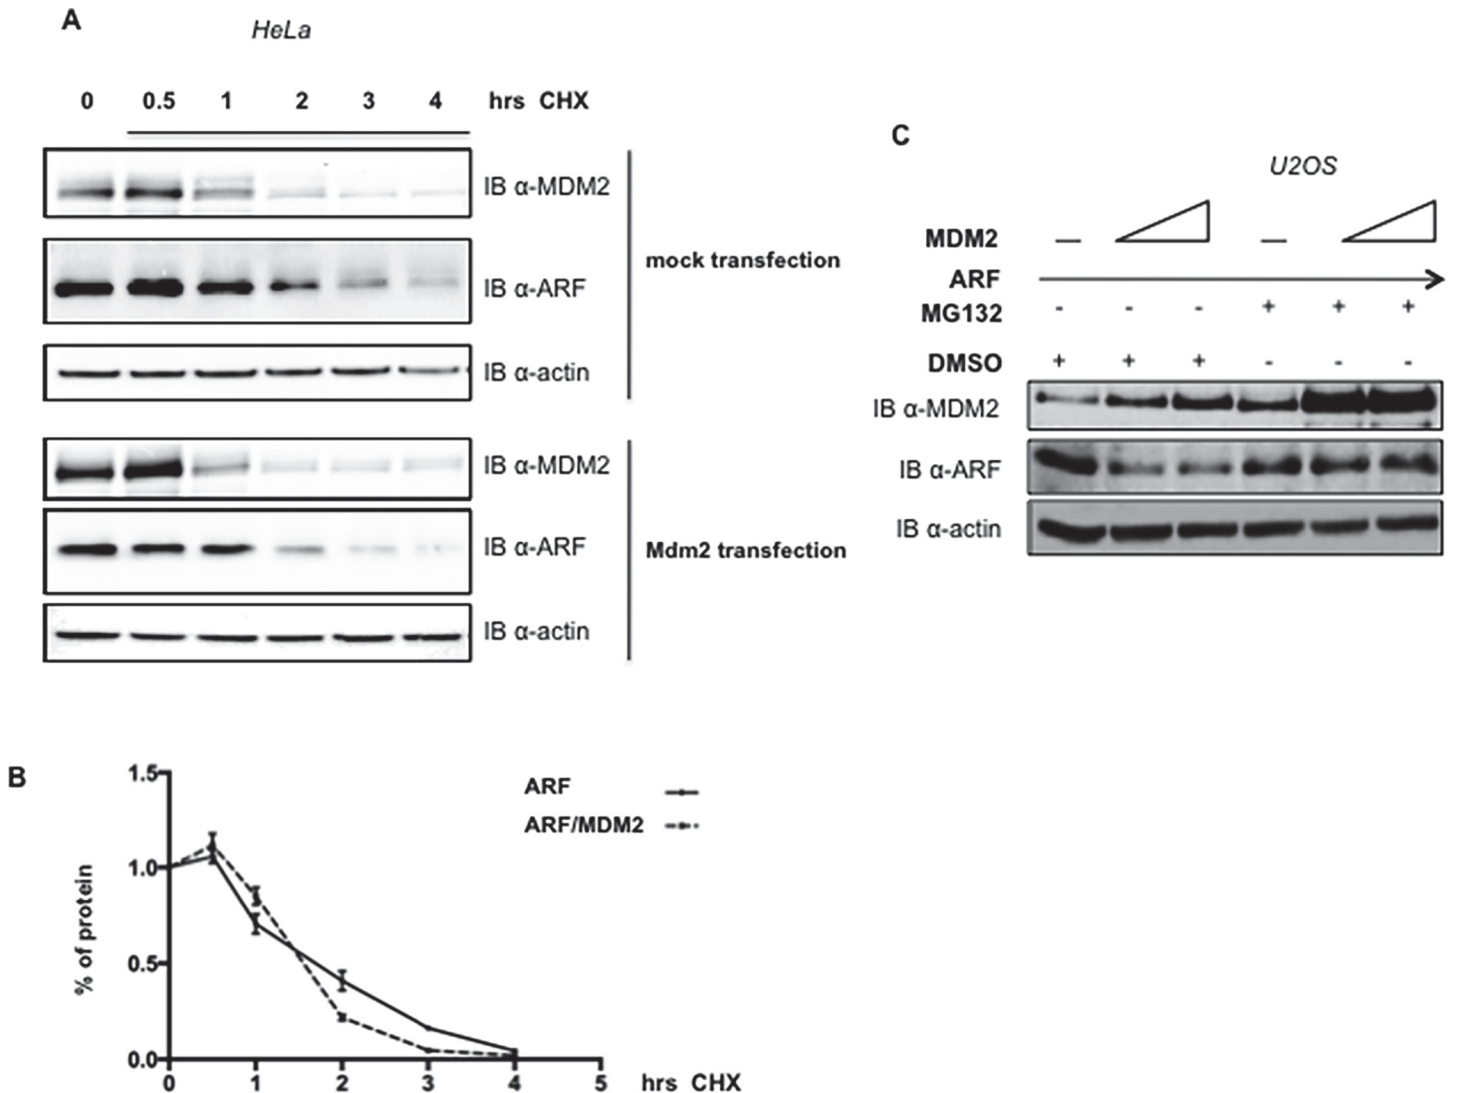 A
HeLa
0 0.5 1 2 3 4 hrs CHX
IB α-MDM2
IB α-ARF
mock transfection
IB α-actin
IB α-MDM2
IB α-ARF
Mdm2 transfection
IB α-actin
B
1.5
1.0
0.5
0.0
% of protein
0 1 2 3 4 5 hrs CHX
ARF
ARF/MDM2
C
U2OS
MDM2 — —
ARF
MG132 - - - + + +
DMSO + + + - - -
IB α-MDM2
IB α-ARF
IB α-actin